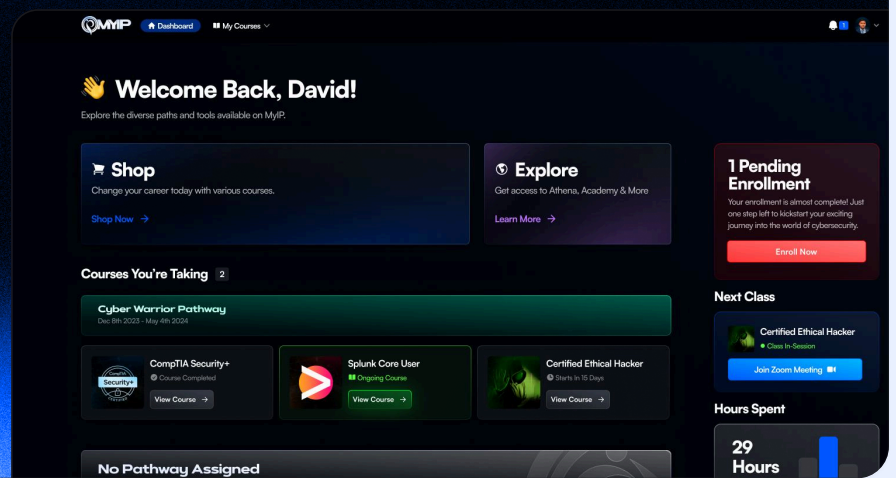 MYIP
Dashboard
My Courses
1
👋 Welcome Back, David!
Explore the diverse paths and tools available on MyIP.
Shop
Change your career today with various courses.
Shop Now →
Explore
Get access to Athena, Academy & More
Learn More →
1 Pending
Enrollment
Your enrollment is almost complete! Just
one step left to kickstart your exciting
journey into the world of cybersecurity.
Enroll Now
Courses You're Taking 2
Cyber Warrior Pathway
Dec 8th 2023 - May 4th 2024
CompTIA
Security+
CompTIA Security+
Course Completed
View Course →
Splunk Core User
Ongoing Course
View Course →
Certified Ethical Hacker
Starts In 15 Days
View Course →
Next Class
Certified Ethical Hacker
Class In-Session
Join Zoom Meeting
Hours Spent
29
Hours
No Pathway Assigned